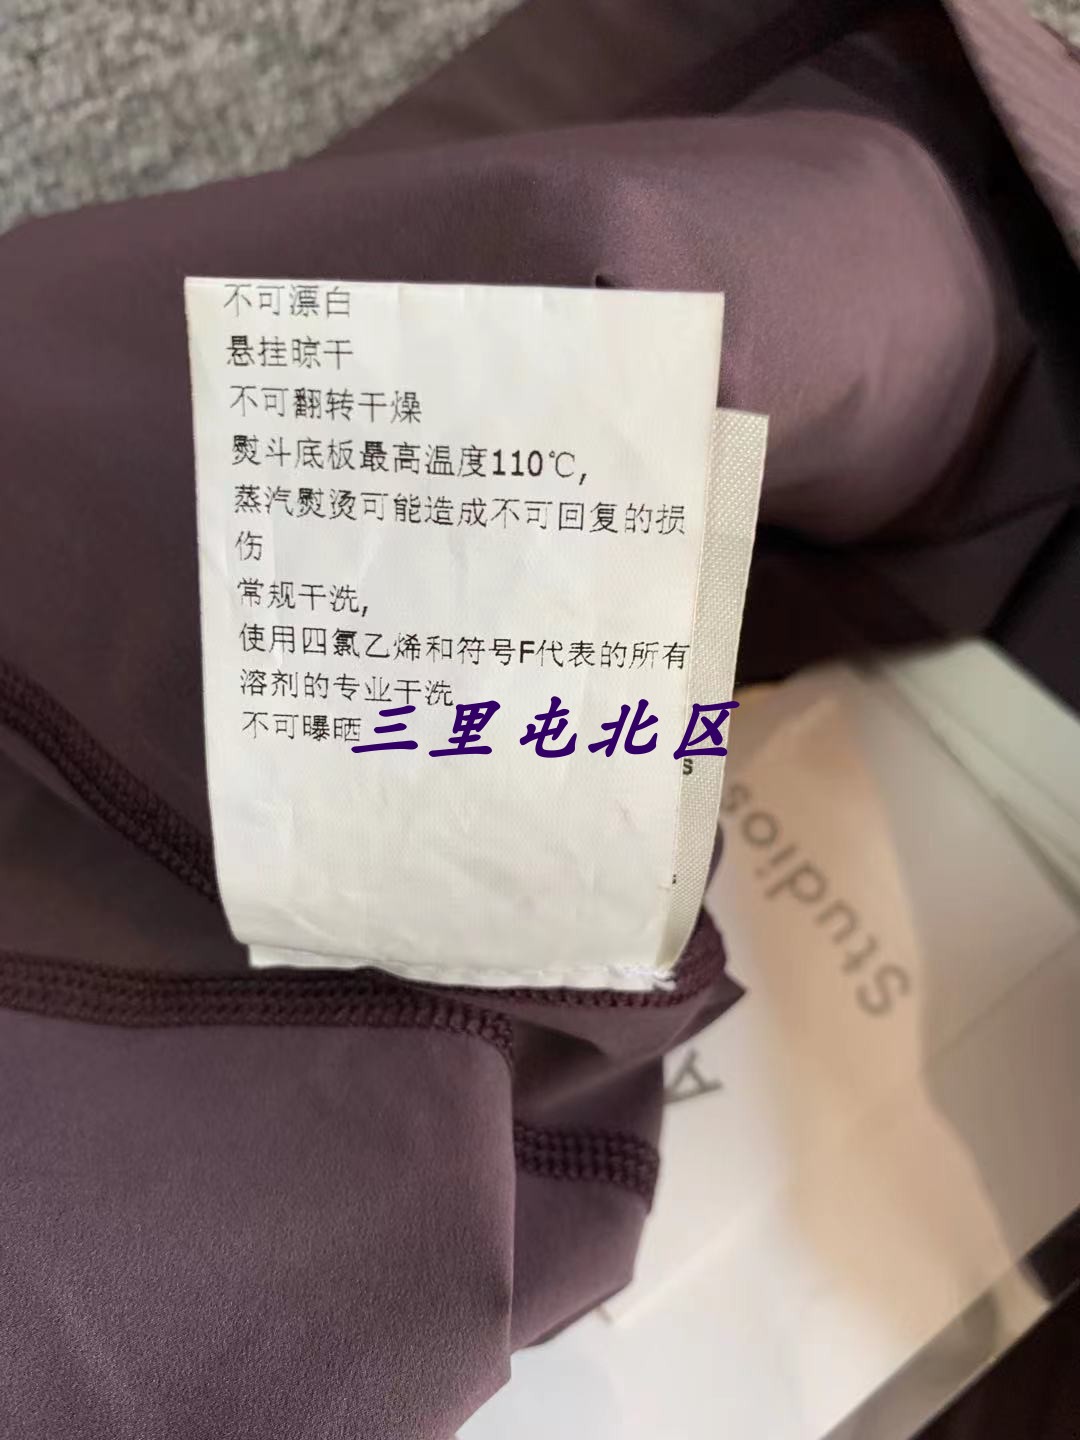 不可漂白
悬挂晾干
不可翻转干燥
熨斗底板最高温度110℃,
蒸汽熨烫可能造成不可回复的损
伤
常规干洗,
使用四氯乙烯和符号F代表的所有
溶剂的专业干洗
不可曝晒
三里屯北区
s
Studios
A